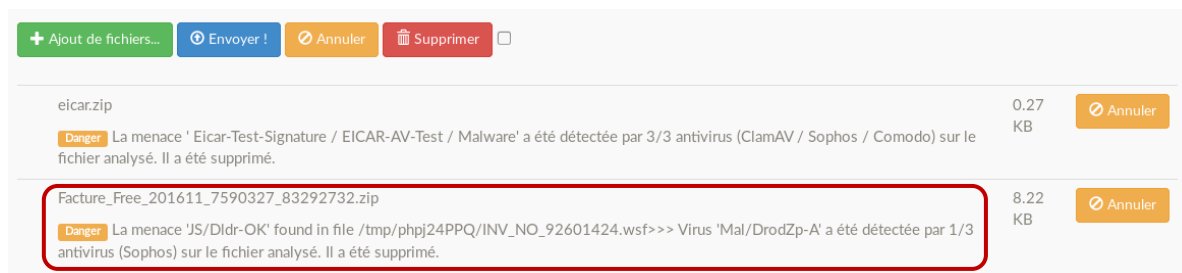 Ajout de fichiers... Envoyer ! Annuler Supprimer
eicar.zip 0.27 Annuler
KB
Danger La menace ' Eicar-Test-Signature / EICAR-AV-Test / Malware' a été détectée par 3/3 antivirus (ClamAV / Sophos / Comodo) sur le
fichier analysé. Il a été supprimé.
Facture_Free_201611_7590327_83292732.zip 8.22 Annuler
KB
Danger La menace 'JS/Dldr-OK' found in file /tmp/phpj24PPQ/INV_NO_92601424.wsf>>> Virus 'Mal/DrodZp-A' a été détectée par 1/3
antivirus (Sophos) sur le fichier analysé. Il a été supprimé.